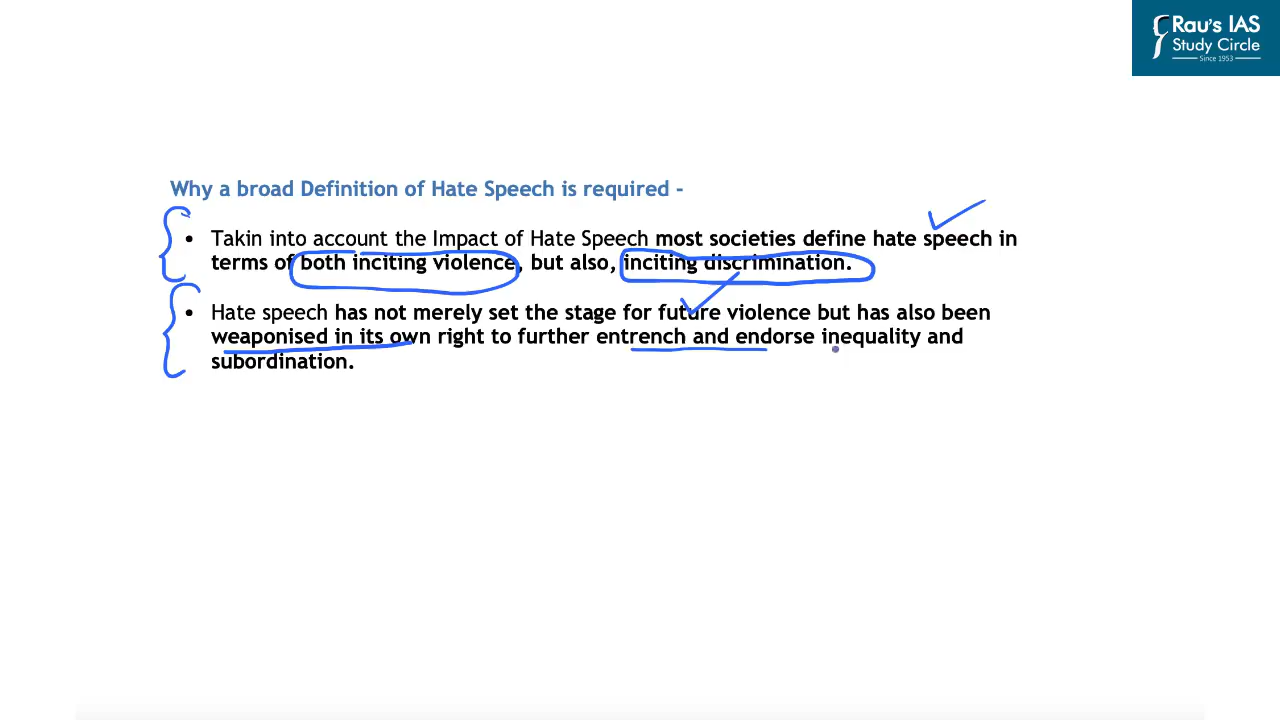 Rau's IAS
Study Circle
Since 1953
Why a broad Definition of Hate Speech is required -
• Takin into account the Impact of Hate Speech most societies define hate speech in
terms of both inciting violence, but also, inciting discrimination.
• Hate speech has not merely set the stage for future violence but has also been
weaponised in its own right to further entrench and endorse inequality and
subordination.